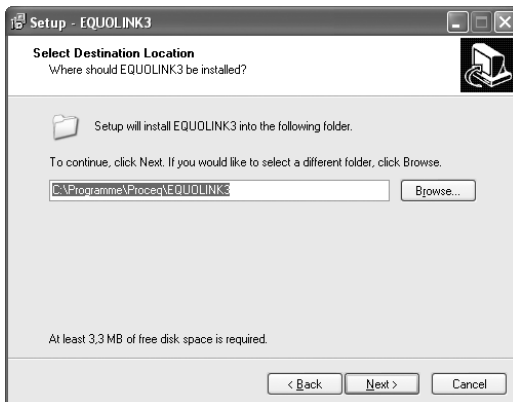 Setup - EQUOLINK3
Select Destination Location
Where should EQUOLINK3 be installed?
Setup will install EQUOLINK3 into the following folder.
To continue, click Next. If you would like to select a different folder, click Browse.
C:\Programme\Proceq\EQUOLINK3
Browse...
At least 3,3 MB of free disk space is required.
< Back
Next >
Cancel